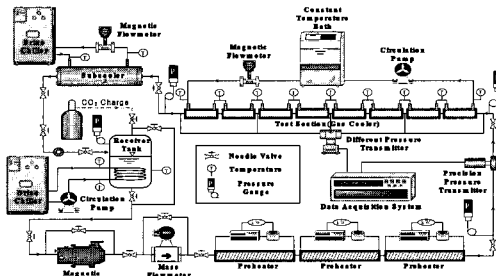 Magnetic
Flowmeter
Brine
Chiller
Subcooler
CO₂ Charge
Receiver
Tank
Brine
Chiller
Circulation
Pump
Magnetic
Mass
Flowmeter
Constant
Temperature
Bath
Magnetic
Flowmeter
Circulation
Pump
Test Section(Gas Cooler)
Different Pressure
Transmitter
Needle Valve
Temperature
Pressure
Gauge
Data Acquisition System
Precision
Pressure
Transmitter
Preheater
Preheater
Preheater